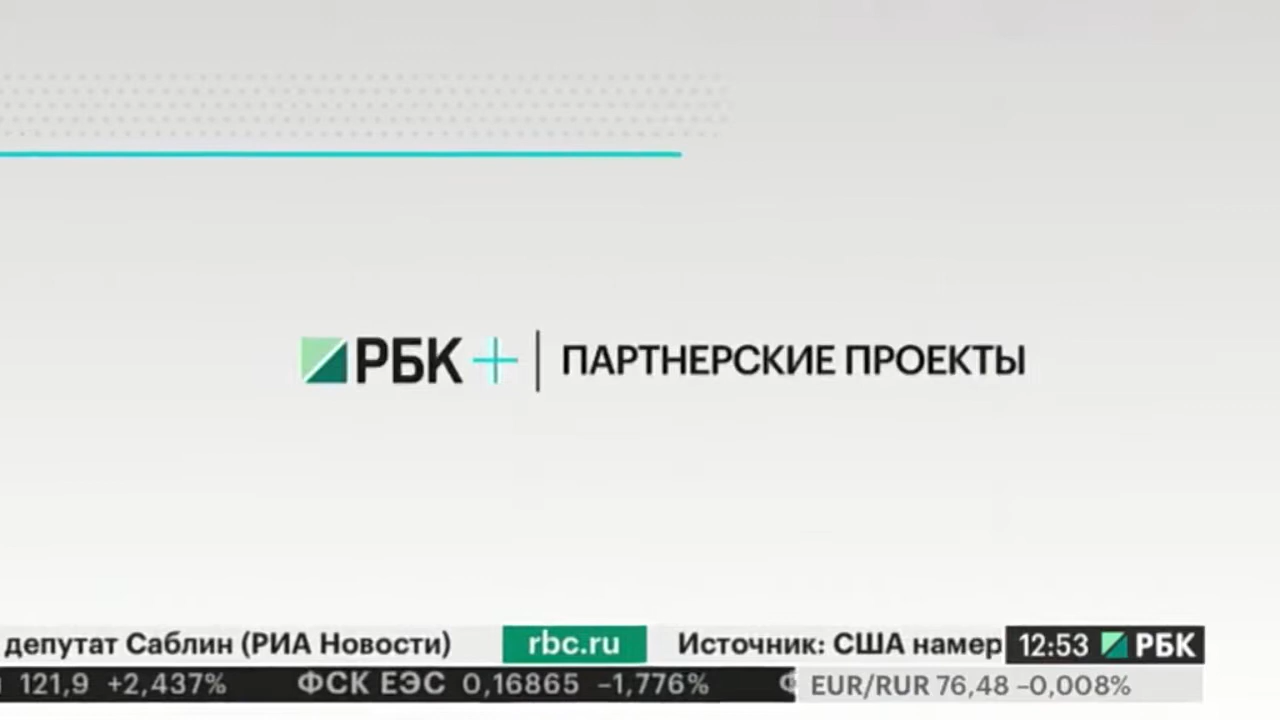 РБК + | ПАРТНЕРСКИЕ ПРОЕКТЫ
депутат Саблин (РИА Новости) rbc.ru Источник: США намер 12:53 РБК
121,9 +2,437% ФСК ЕЭС 0,16865 –1,776% EUR/RUR 76,48 –0,008%